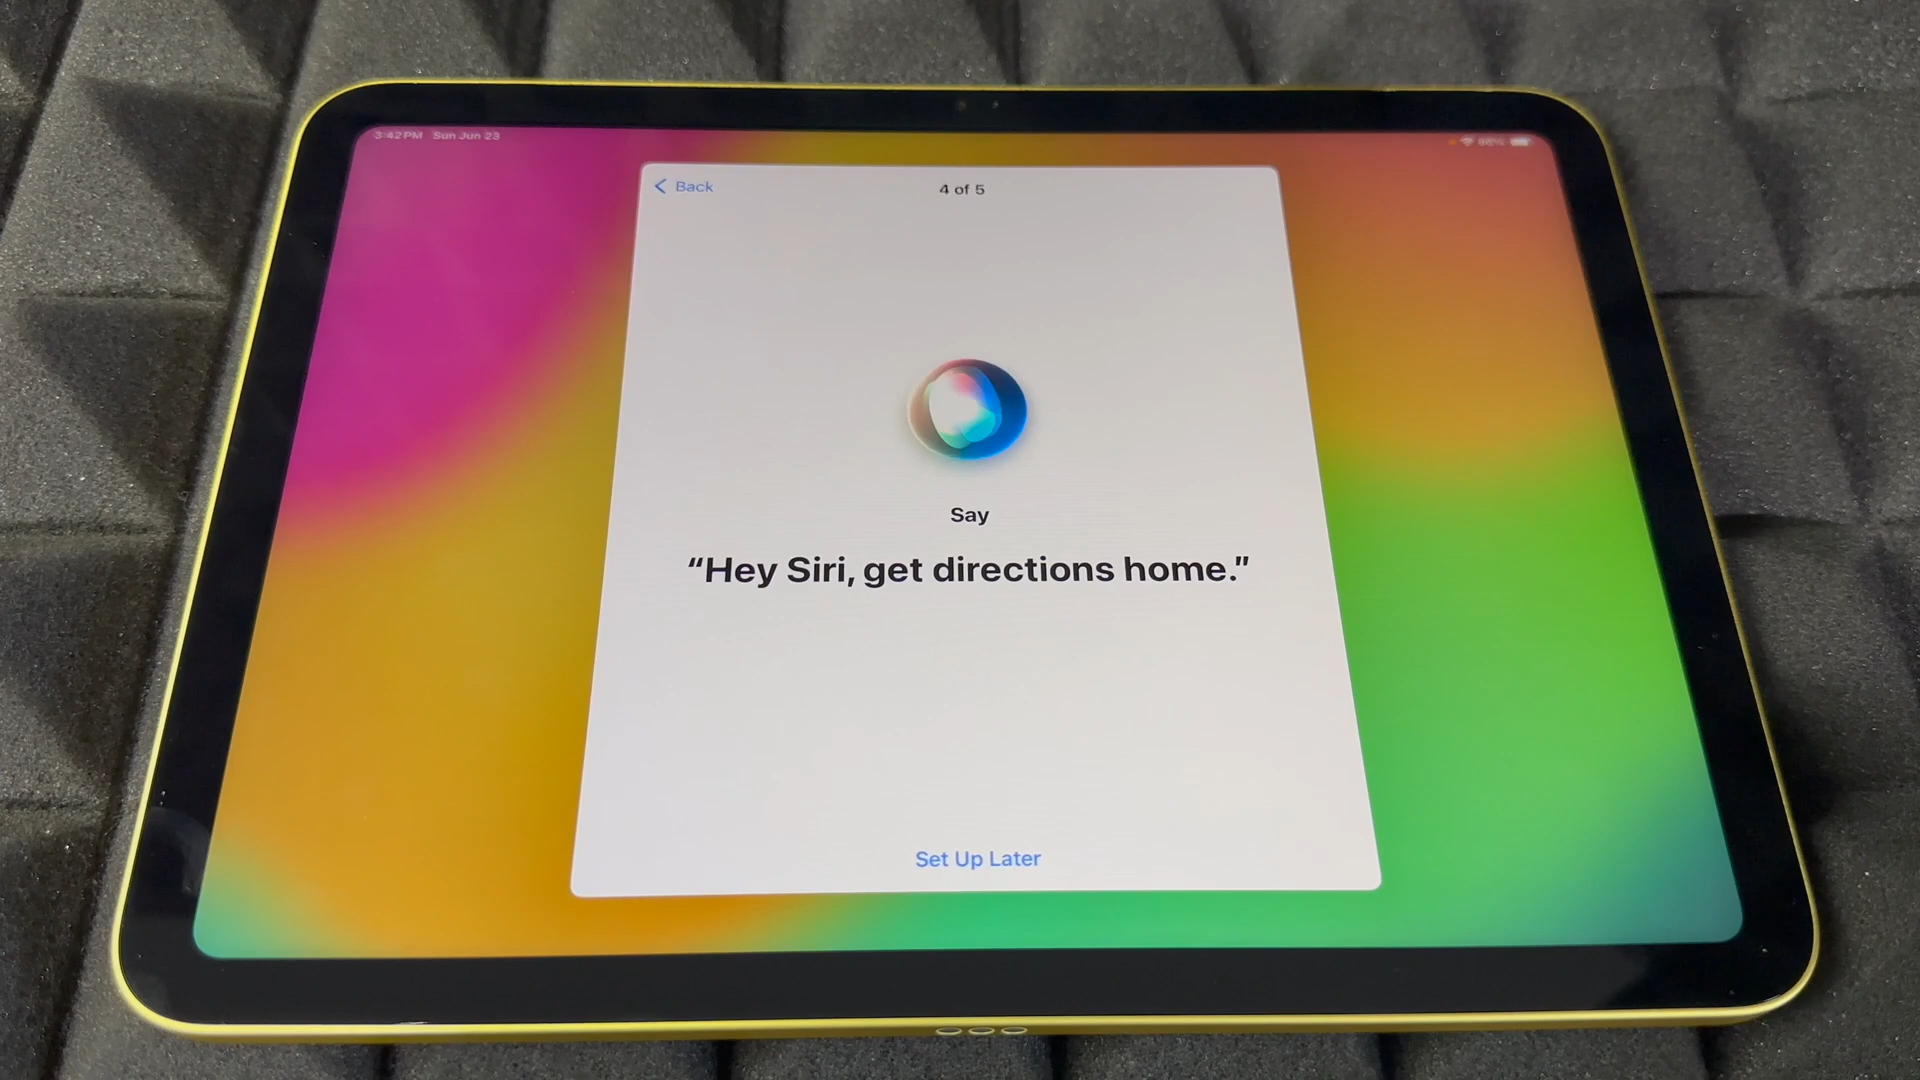 3:42 PM Sun Jun 23
86%
Back
4 of 5
Say
“Hey Siri, get directions home.”
Set Up Later